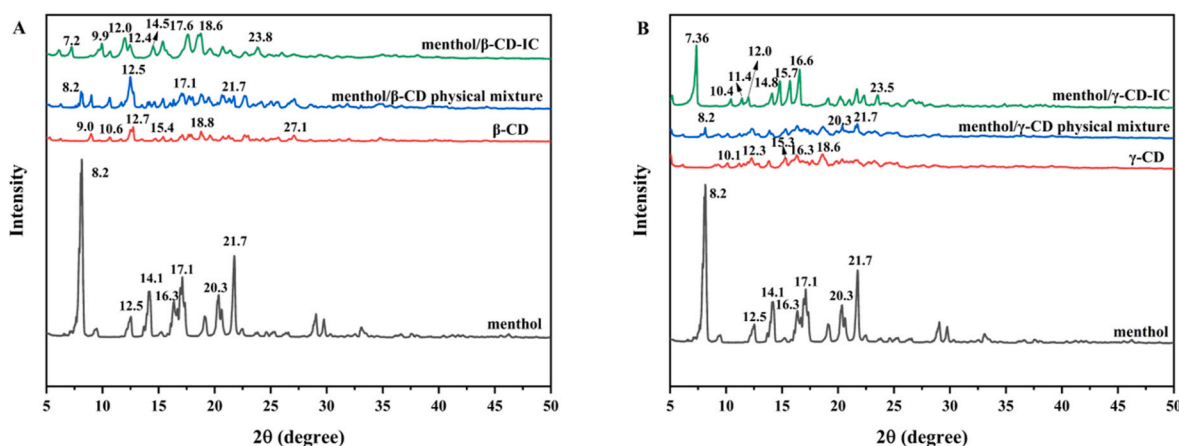 A
7.2 9.9 12.0 12.4 14.5 17.6 18.6 23.8
menthol/β-CD-IC
8.2 12.5 17.1 21.7
menthol/β-CD physical mixture
9.0 10.6 12.7 15.4 18.8 27.1
β-CD
8.2
12.5 14.1 16.3 17.1 20.3 21.7
menthol
Intensity
5 10 15 20 25 30 35 40 45 50
2θ (degree)
B
7.36 10.4 11.4 12.0 14.8 15.7 16.6 23.5
menthol/γ-CD-IC
8.2 20.3 21.7
menthol/γ-CD physical mixture
10.1 12.3 15.3 16.3 18.6
γ-CD
8.2
12.5 14.1 16.3 17.1 20.3 21.7
menthol
Intensity
5 10 15 20 25 30 35 40 45 50
2θ (degree)